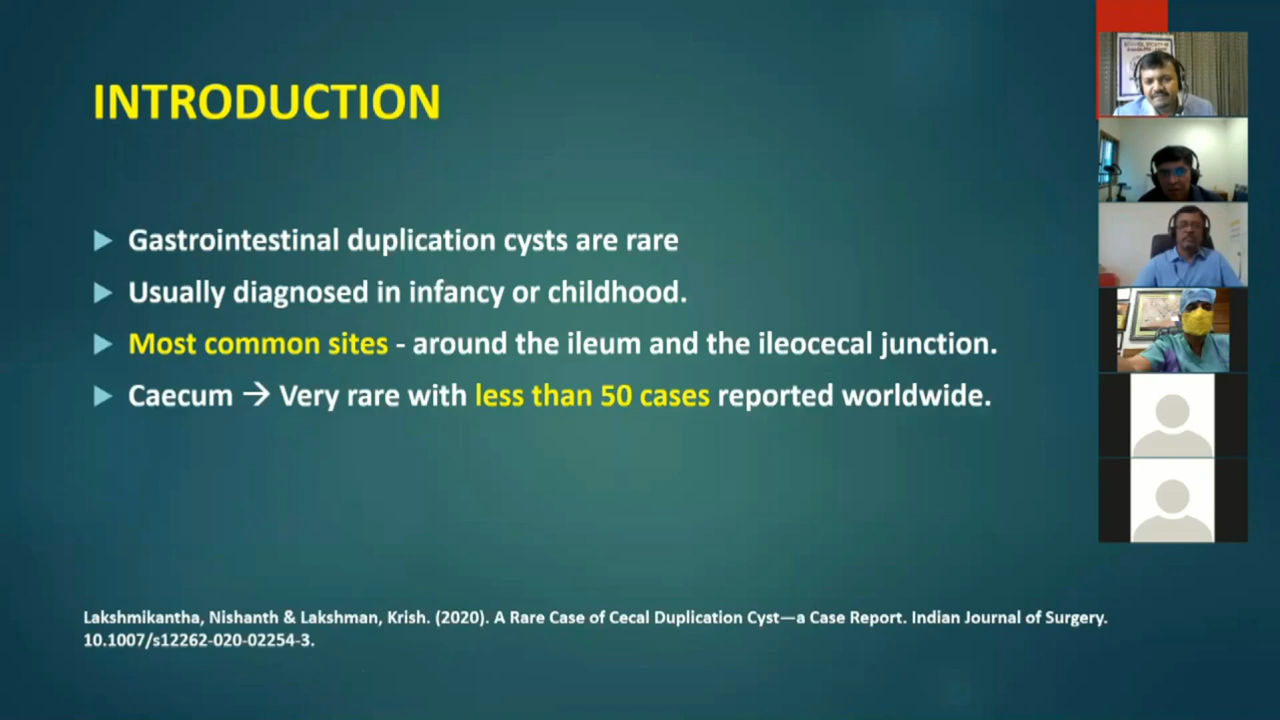 INTRODUCTION
Gastrointestinal duplication cysts are rare
Usually diagnosed in infancy or childhood.
Most common sites - around the ileum and the ileocecal junction.
Caecum → Very rare with less than 50 cases reported worldwide.
Lakshmikantha, Nishanth & Lakshman, Krish. (2020). A Rare Case of Cecal Duplication Cyst—a Case Report. Indian Journal of Surgery.
10.1007/s12262-020-02254-3.